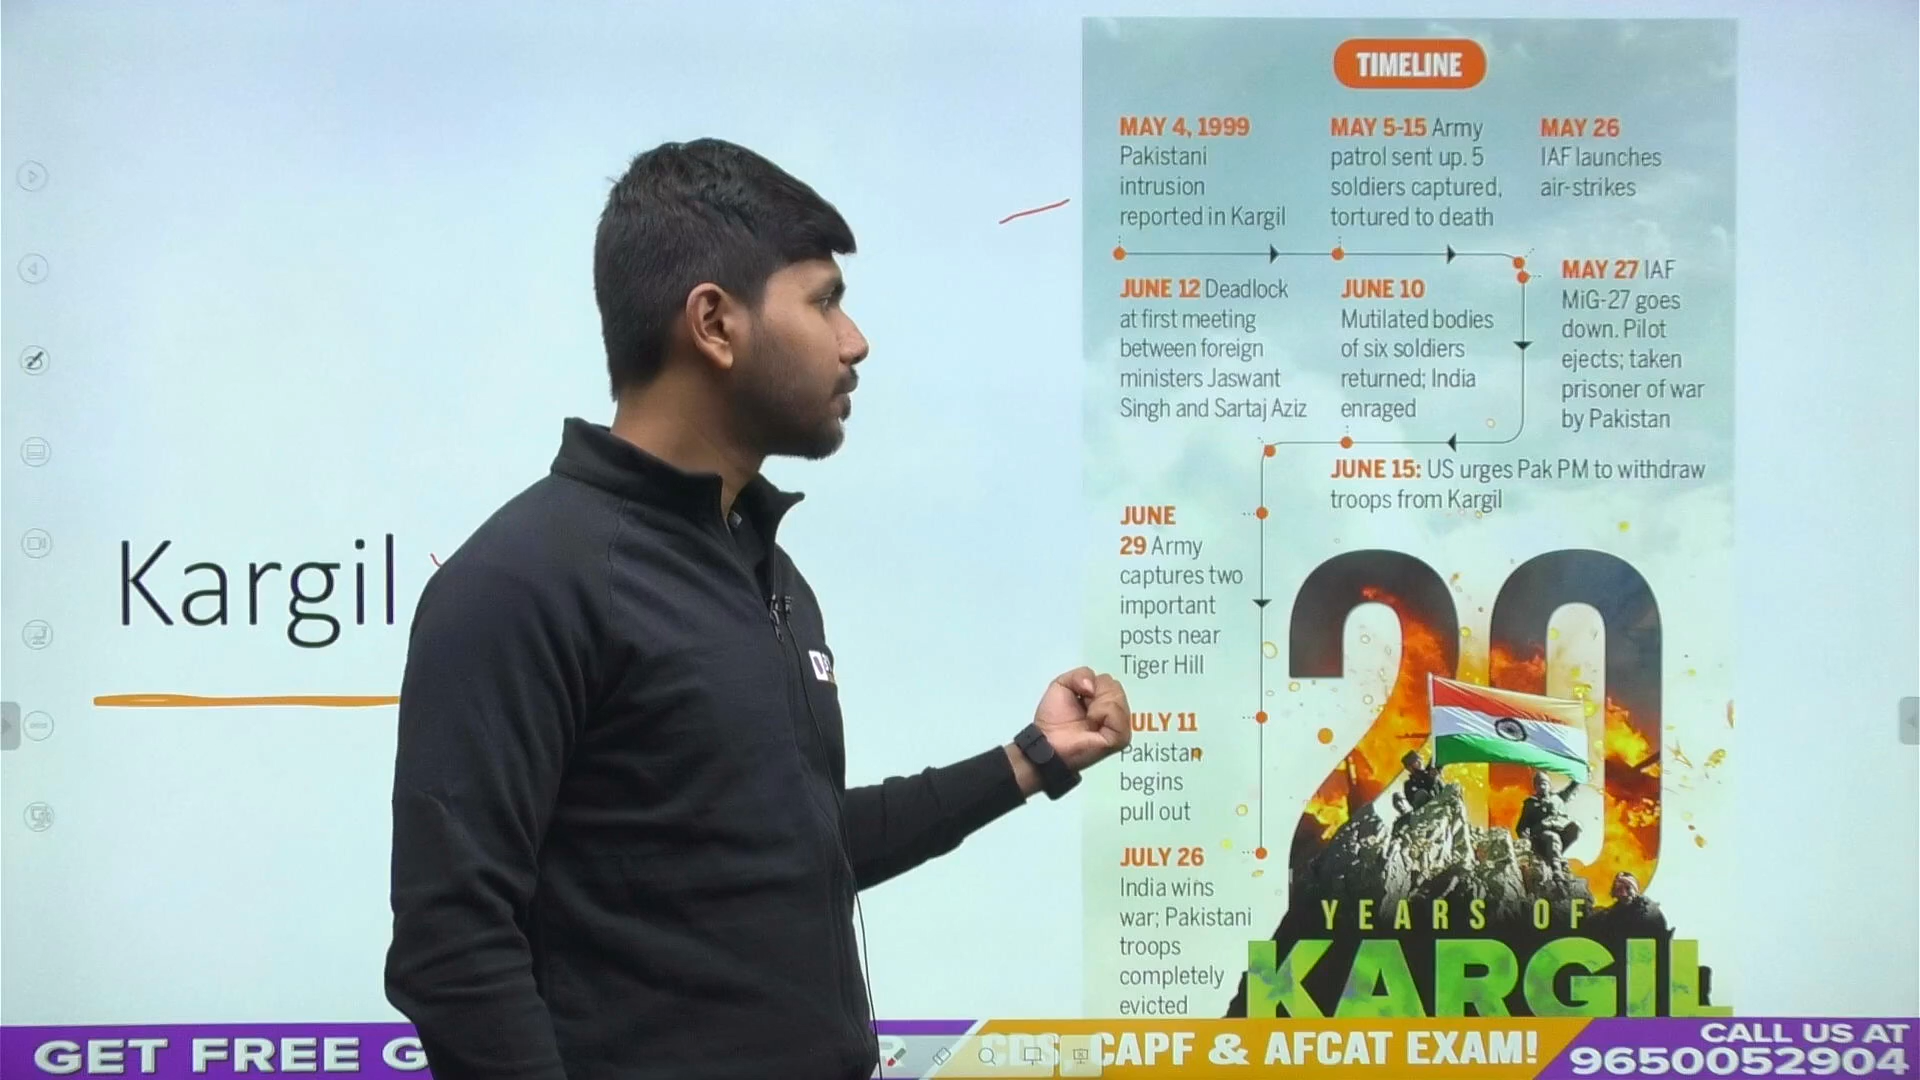 TIMELINE
MAY 4, 1999
Pakistani
intrusion
reported in Kargil
MAY 5-15 Army
patrol sent up. 5
soldiers captured,
tortured to death
MAY 26
IAF launches
air-strikes
MAY 27 IAF
MiG-27 goes
down. Pilot
ejects; taken
prisoner of war
by Pakistan
JUNE 10
Mutilated bodies
of six soldiers
returned; India
enraged
JUNE 12 Deadlock
at first meeting
between foreign
ministers Jaswant
Singh and Sartaj Aziz
JUNE 15: US urges Pak PM to withdraw
troops from Kargil
JUNE
29 Army
captures two
important
posts near
Tiger Hill
ULY 11
Pakistan
begins
pull out
JULY 26
India wins
war; Pakistani
troops
completely
evicted
20
YEARS OF
KARGIL
Kargil
GET FREE
CDS, CAPF & AFCAT EXAM!
CALL US AT
9650052904